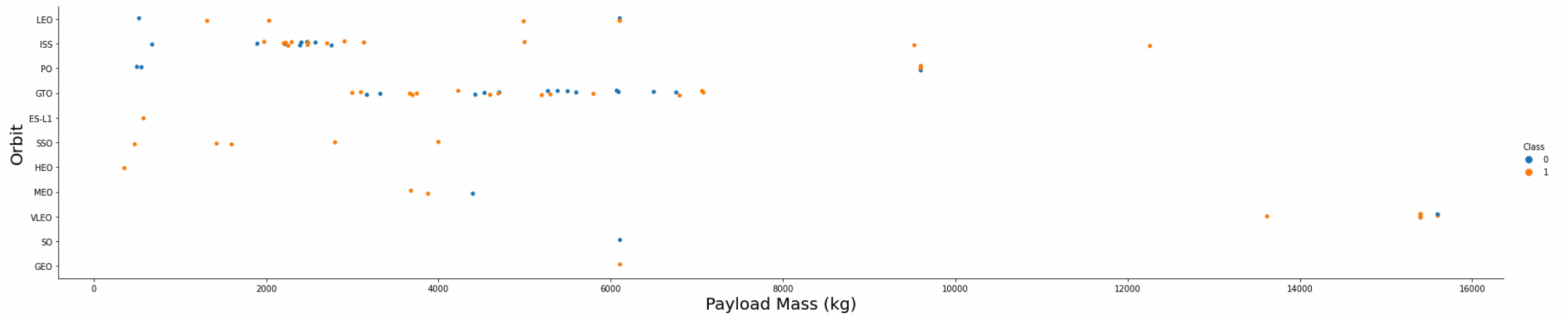 LEO
ISS
PO
GTO
ES-L1
SSO
HEO
MEO
VLEO
SO
GEO
Orbit
0 2000 4000 6000 8000 10000 12000 14000 16000
Payload Mass (kg)
Class
0
1